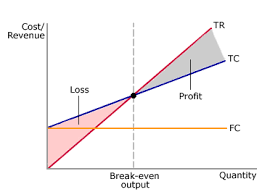 Cost/
Revenue
TR
TC
Loss
Profit
FC
Break-even
output
Quantity